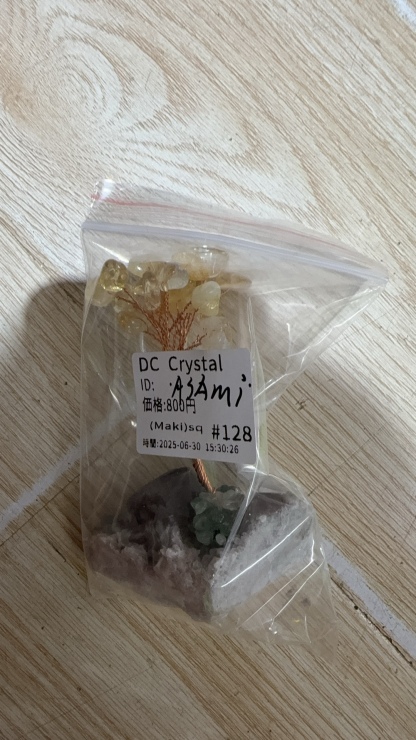 DC Crystal
ID: ASAMi
価格:800円
(Maki)sq #128
時間:2025-06-30 15:30:26